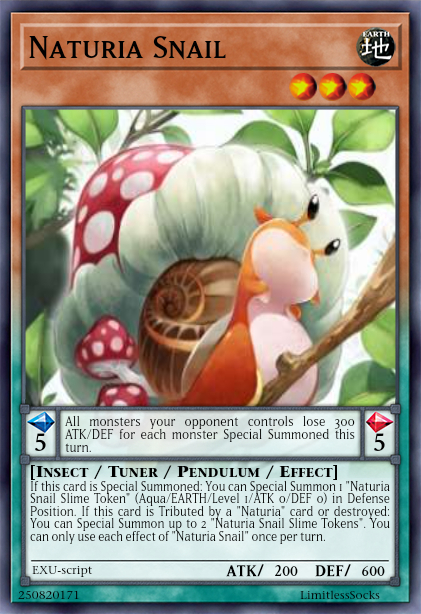 Naturia Snail
EARTH
地
All monsters your opponent controls lose 300
ATK/DEF for each monster Special Summoned this
turn.
5
5
[Insect / Tuner / Pendulum / Effect]
If this card is Special Summoned: You can Special Summon 1 "Naturia
Snail Slime Token" (Aqua/EARTH/Level 1/ATK 0/DEF 0) in Defense
Position. If this card is Tributed by a "Naturia" card or destroyed:
You can Special Summon up to 2 "Naturia Snail Slime Tokens". You
can only use each effect of "Naturia Snail" once per turn.
EXU-script
ATK/ 200 DEF/ 600
250820171
LimitlessSocks